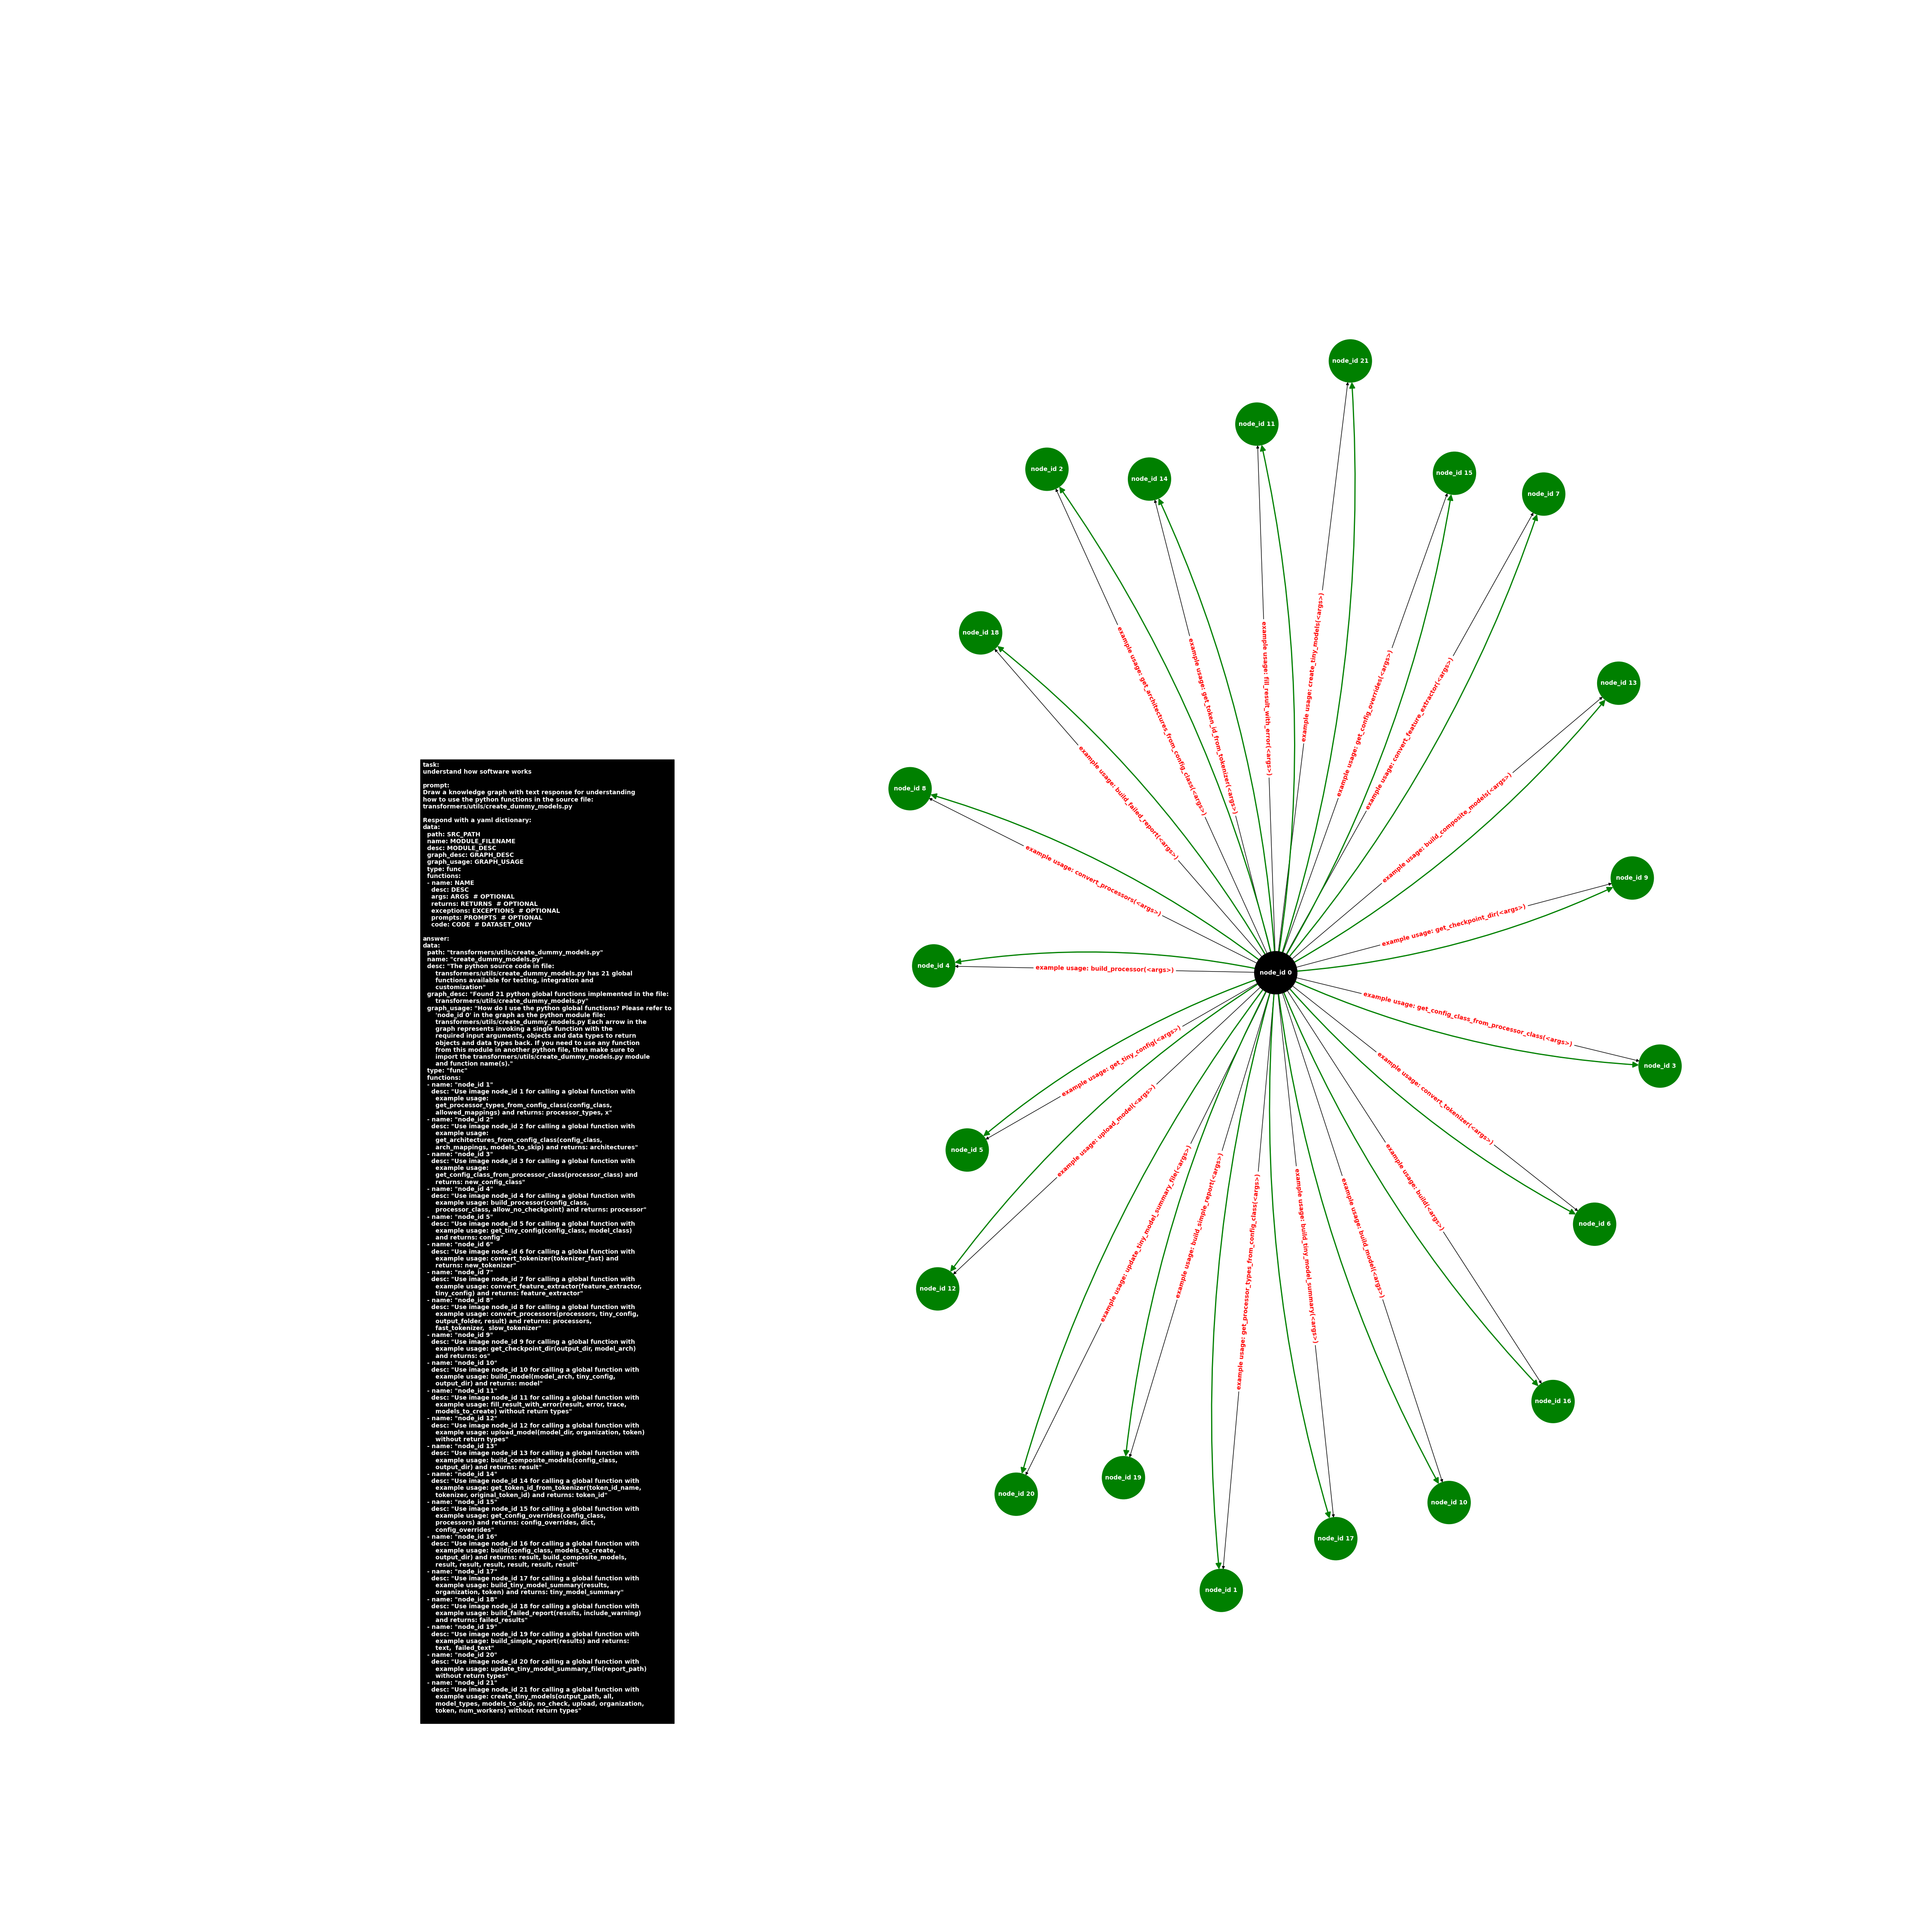 task:
understand how software works

prompt:
Draw a knowledge graph with text response for understanding
how to use the python functions in the source file:
transformers/utils/create_dummy_models.py

Respond with a yaml dictionary:
data:
  path: SRC_PATH
  name: MODULE_FILENAME
  desc: MODULE_DESC
  graph_desc: GRAPH_DESC
  graph_usage: GRAPH_USAGE
  type: func
  functions:
  - name: NAME
    desc: DESC
    args: ARGS  # OPTIONAL
    returns: RETURNS  # OPTIONAL
    exceptions: EXCEPTIONS  # OPTIONAL
    prompts: PROMPTS  # OPTIONAL
    code: CODE  # DATASET_ONLY

answer:
data:
  path: "transformers/utils/create_dummy_models.py"
  name: "create_dummy_models.py"
  desc: "The python source code in file:
      transformers/utils/create_dummy_models.py has 21 global
      functions available for testing, integration and
      customization"
  graph_desc: "Found 21 python global functions implemented in the file:
      transformers/utils/create_dummy_models.py"
  graph_usage: "How do I use the python global functions? Please refer to
      'node_id 0' in the graph as the python module file:
      transformers/utils/create_dummy_models.py Each arrow in the
      graph represents invoking a single function with the
      required input arguments, objects and data types to return
      objects and data types back. If you need to use any function
      from this module in another python file, then make sure to
      import the transformers/utils/create_dummy_models.py module
      and function name(s)."
  type: "func"
  functions:
  - name: "node_id 1"
    desc: "Use image node_id 1 for calling a global function with
      example usage:
      get_processor_types_from_config_class(config_class,
      allowed_mappings) and returns: processor_types, x"
  - name: "node_id 2"
    desc: "Use image node_id 2 for calling a global function with
      example usage:
      get_architectures_from_config_class(config_class,
      arch_mappings, models_to_skip) and returns: architectures"
  - name: "node_id 3"
    desc: "Use image node_id 3 for calling a global function with
      example usage:
      get_config_class_from_processor_class(processor_class) and
      returns: new_config_class"
  - name: "node_id 4"
    desc: "Use image node_id 4 for calling a global function with
      example usage: build_processor(config_class,
      processor_class, allow_no_checkpoint) and returns: processor"
  - name: "node_id 5"
    desc: "Use image node_id 5 for calling a global function with
      example usage: get_tiny_config(config_class, model_class)
      and returns: config"
  - name: "node_id 6"
    desc: "Use image node_id 6 for calling a global function with
      example usage: convert_tokenizer(tokenizer_fast) and
      returns: new_tokenizer"
  - name: "node_id 7"
    desc: "Use image node_id 7 for calling a global function with
      example usage: convert_feature_extractor(feature_extractor,
      tiny_config) and returns: feature_extractor"
  - name: "node_id 8"
    desc: "Use image node_id 8 for calling a global function with
      example usage: convert_processors(processors, tiny_config,
      output_folder, result) and returns: processors,
      fast_tokenizer,  slow_tokenizer"
  - name: "node_id 9"
    desc: "Use image node_id 9 for calling a global function with
      example usage: get_checkpoint_dir(output_dir, model_arch)
      and returns: os"
  - name: "node_id 10"
    desc: "Use image node_id 10 for calling a global function with
      example usage: build_model(model_arch, tiny_config,
      output_dir) and returns: model"
  - name: "node_id 11"
    desc: "Use image node_id 11 for calling a global function with
      example usage: fill_result_with_error(result, error, trace,
      models_to_create) without return types"
  - name: "node_id 12"
    desc: "Use image node_id 12 for calling a global function with
      example usage: upload_model(model_dir, organization, token)
      without return types"
  - name: "node_id 13"
    desc: "Use image node_id 13 for calling a global function with
      example usage: build_composite_models(config_class,
      output_dir) and returns: result"
  - name: "node_id 14"
    desc: "Use image node_id 14 for calling a global function with
      example usage: get_token_id_from_tokenizer(token_id_name,
      tokenizer, original_token_id) and returns: token_id"
  - name: "node_id 15"
    desc: "Use image node_id 15 for calling a global function with
      example usage: get_config_overrides(config_class,
      processors) and returns: config_overrides, dict,
      config_overrides"
  - name: "node_id 16"
    desc: "Use image node_id 16 for calling a global function with
      example usage: build(config_class, models_to_create,
      output_dir) and returns: result, build_composite_models,
      result, result, result, result, result, result"
  - name: "node_id 17"
    desc: "Use image node_id 17 for calling a global function with
      example usage: build_tiny_model_summary(results,
      organization, token) and returns: tiny_model_summary"
  - name: "node_id 18"
    desc: "Use image node_id 18 for calling a global function with
      example usage: build_failed_report(results, include_warning)
      and returns: failed_results"
  - name: "node_id 19"
    desc: "Use image node_id 19 for calling a global function with
      example usage: build_simple_report(results) and returns:
      text,  failed_text"
  - name: "node_id 20"
    desc: "Use image node_id 20 for calling a global function with
      example usage: update_tiny_model_summary_file(report_path)
      without return types"
  - name: "node_id 21"
    desc: "Use image node_id 21 for calling a global function with
      example usage: create_tiny_models(output_path, all,
      model_types, models_to_skip, no_check, upload, organization,
      token, num_workers) without return types"
node_id 21
node_id 11
node_id 2
node_id 14
node_id 15
node_id 7
node_id 18
node_id 13
node_id 8
node_id 9
node_id 4
node_id 0
node_id 3
node_id 5
node_id 6
node_id 12
node_id 16
node_id 19
node_id 20
node_id 10
node_id 17
node_id 1
example usage: create_tiny_models(<args>)
example usage: fill_result_with_error(<args>)
example usage: get_architectures_from_config_class(<args>)
example usage: get_token_id_from_tokenizer(<args>)
example usage: get_config_overrides(<args>)
example usage: convert_feature_extractor(<args>)
example usage: build_failed_report(<args>)
example usage: build_composite_models(<args>)
example usage: convert_processors(<args>)
example usage: get_checkpoint_dir(<args>)
example usage: build_processor(<args>)
example usage: get_config_class_from_processor_class(<args>)
example usage: get_tiny_config(<args>)
example usage: convert_tokenizer(<args>)
example usage: upload_model(<args>)
example usage: build(<args>)
example usage: update_tiny_model_summary_file(<args>)
example usage: build_simple_report(<args>)
example usage: get_processor_types_from_config_class(<args>)
example usage: build_tiny_model_summary(<args>)
example usage: build_model(<args>)